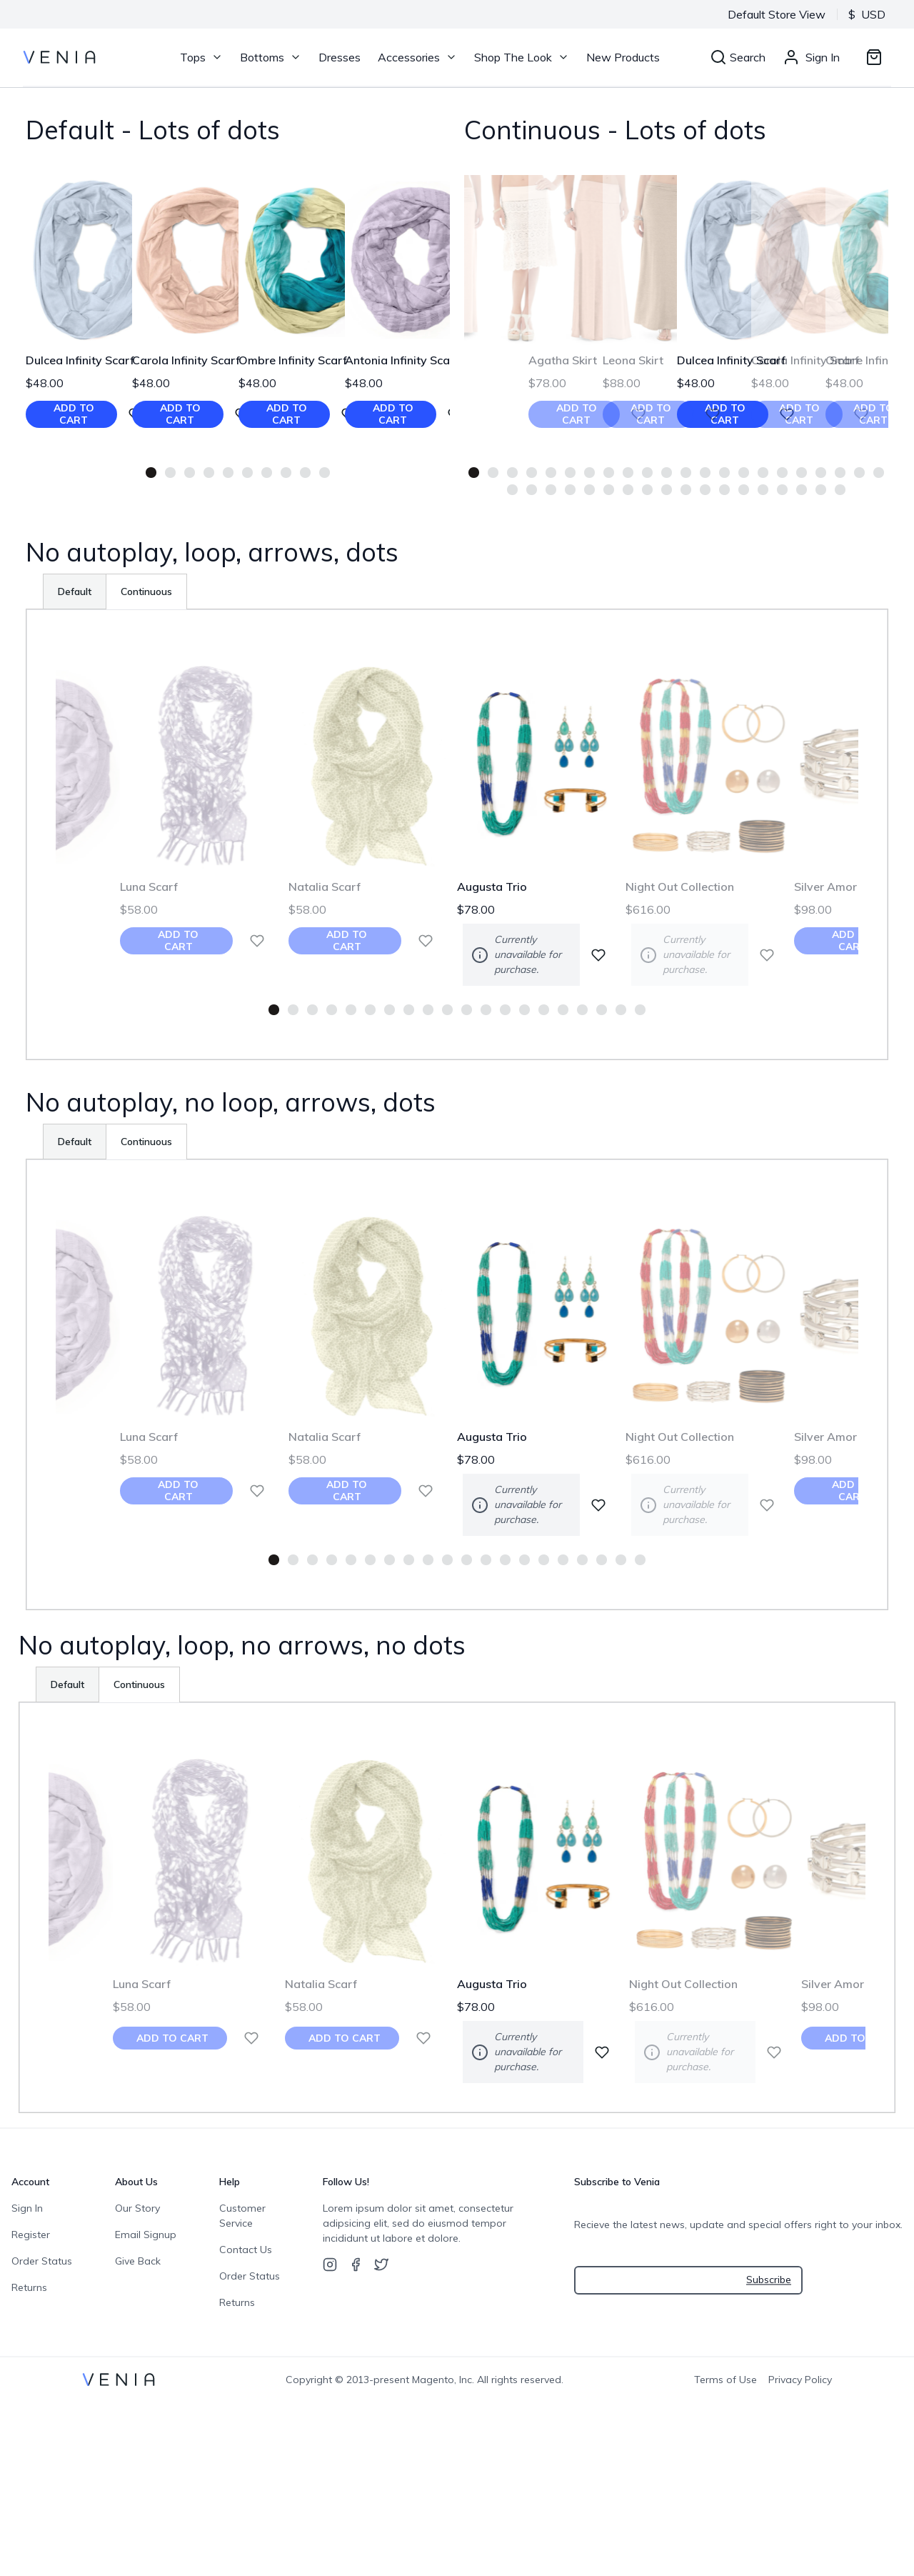 Default Store View $ USD
VENIA Tops Bottoms Dresses Accessories Shop The Look New Products Search Sign In
Default - Lots of dots
Dulcea Infinity Scarf Carola Infinity Scarf Ombre Infinity Scarf Antonia Infinity Sca
$48.00 $48.00 $48.00 $48.00
ADD TO CART ADD TO CART ADD TO CART ADD TO CART
Continuous - Lots of dots
Agatha Skirt Leona Skirt Dulcea Infinity Scarf Infinity Scarf Infin
$78.00 $88.00 $48.00 $48.00 $48.00
ADD TO CART ADD TO CART ADD TO CART ADD TO CART ADD TO CART
No autoplay, loop, arrows, dots
Default Continuous
Luna Scarf Natalia Scarf Augusta Trio Night Out Collection Silver Amor
$58.00 $58.00 $78.00 $616.00 $98.00
ADD TO CART ADD TO CART Currently unavailable for purchase. Currently unavailable for purchase. ADD CAR
No autoplay, no loop, arrows, dots
Default Continuous
Luna Scarf Natalia Scarf Augusta Trio Night Out Collection Silver Amor
$58.00 $58.00 $78.00 $616.00 $98.00
ADD TO CART ADD TO CART Currently unavailable for purchase. Currently unavailable for purchase. ADD CAR
No autoplay, loop, no arrows, no dots
Default Continuous
Luna Scarf Natalia Scarf Augusta Trio Night Out Collection Silver Amor
$58.00 $58.00 $78.00 $616.00 $98.00
ADD TO CART ADD TO CART Currently unavailable for purchase. Currently unavailable for purchase. ADD TO
Account
Sign In
Register
Order Status
Returns
About Us
Our Story
Email Signup
Give Back
Help
Customer
Service
Contact Us
Order Status
Returns
Follow Us!
Lorem ipsum dolor sit amet, consectetur
adipsicing elit, sed do eiusmod tempor
incididunt ut labore et dolore.
Subscribe to Venia
Recieve the latest news, update and special offers right to your inbox.
Subscribe
VENIA Copyright © 2013-present Magento, Inc. All rights reserved. Terms of Use Privacy Policy